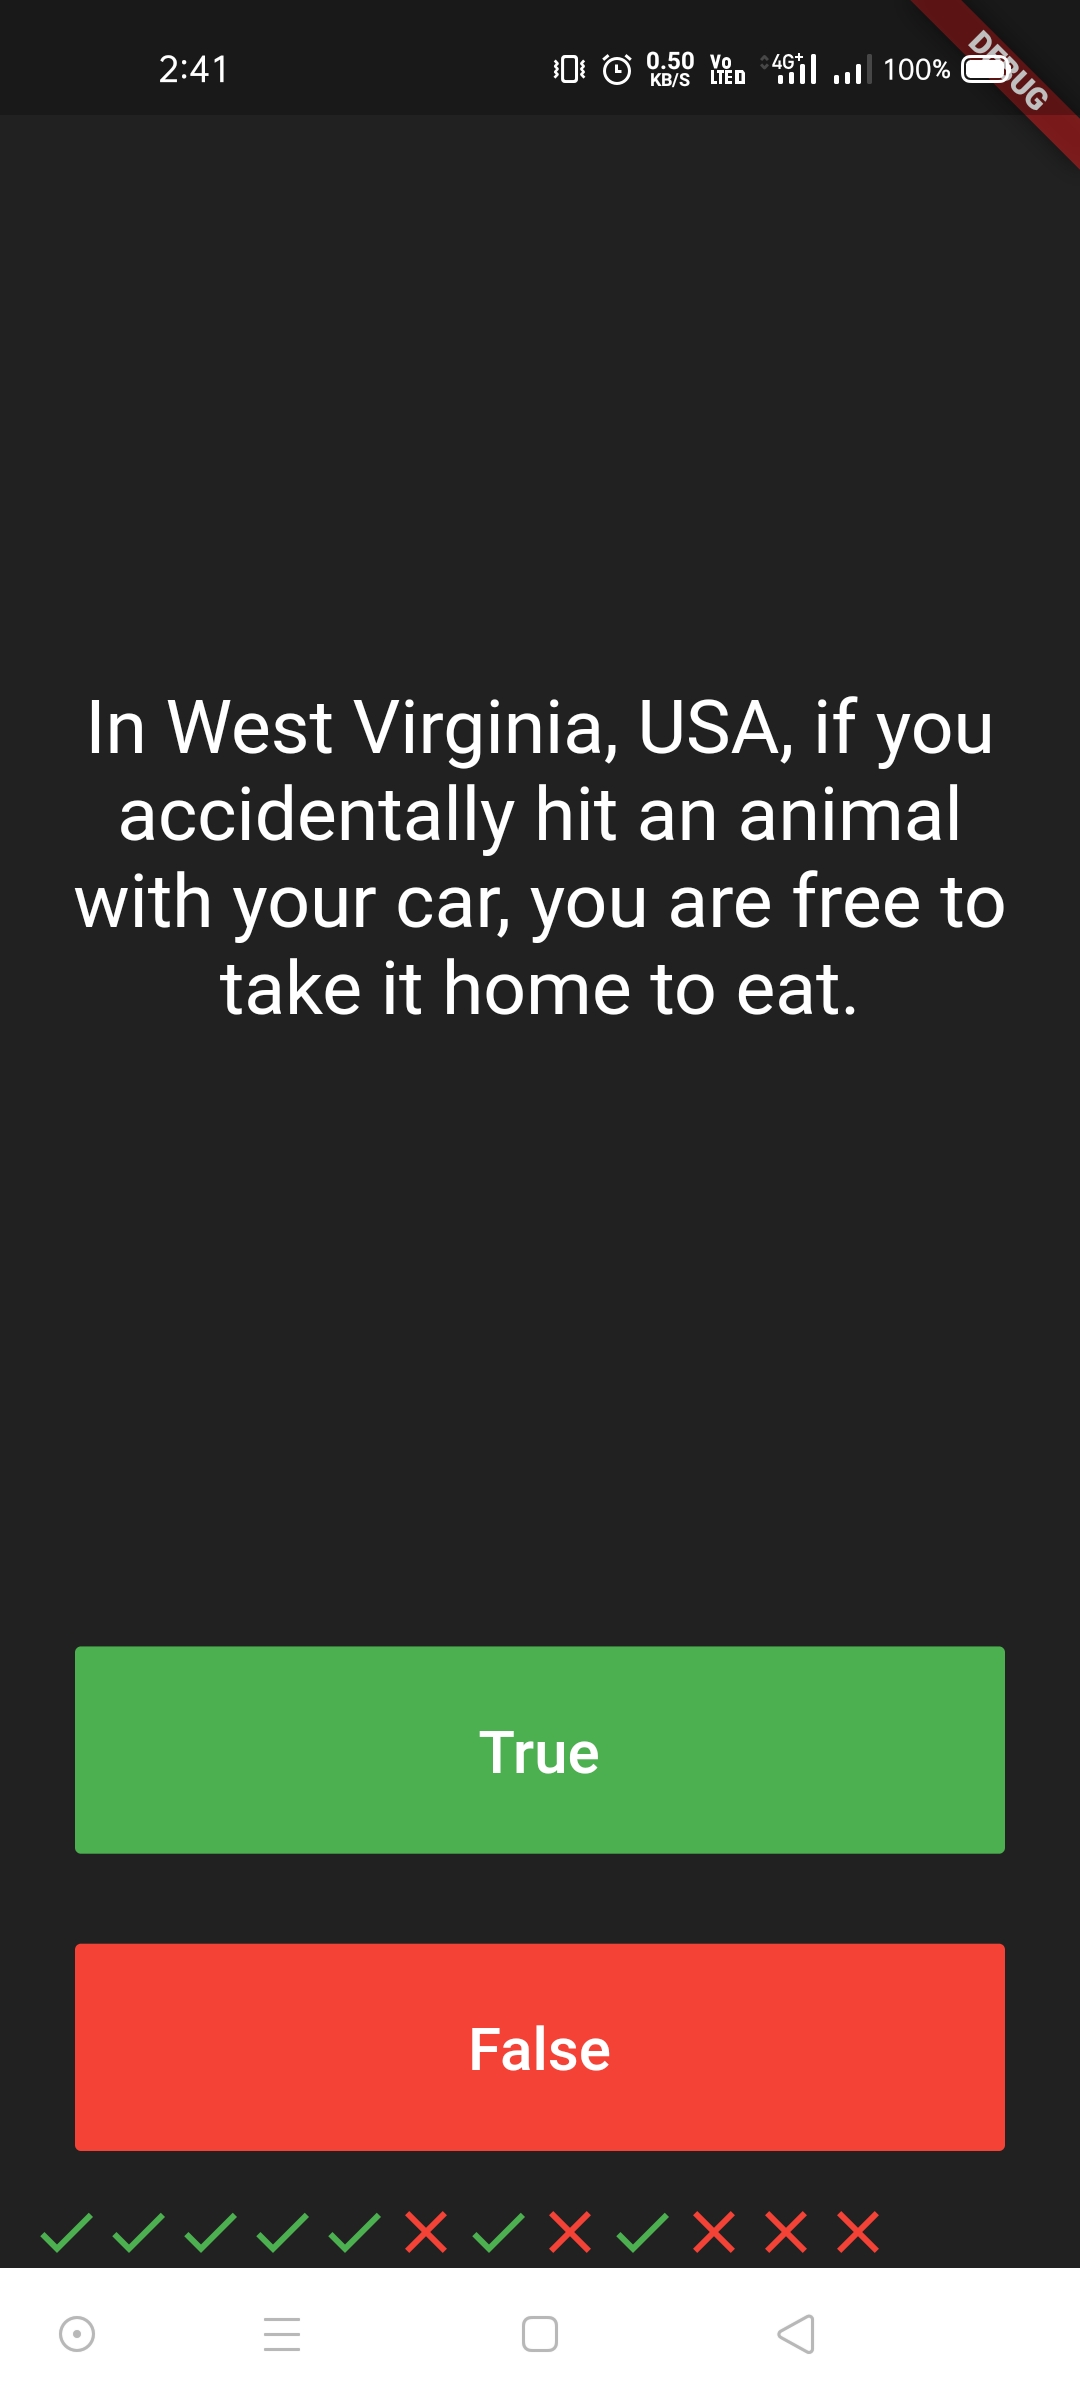 2:41
0.50
KB/S
Vo
LTE D
4G+
100%
DEBUG
In West Virginia, USA, if you
accidentally hit an animal
with your car, you are free to
take it home to eat.
True
False